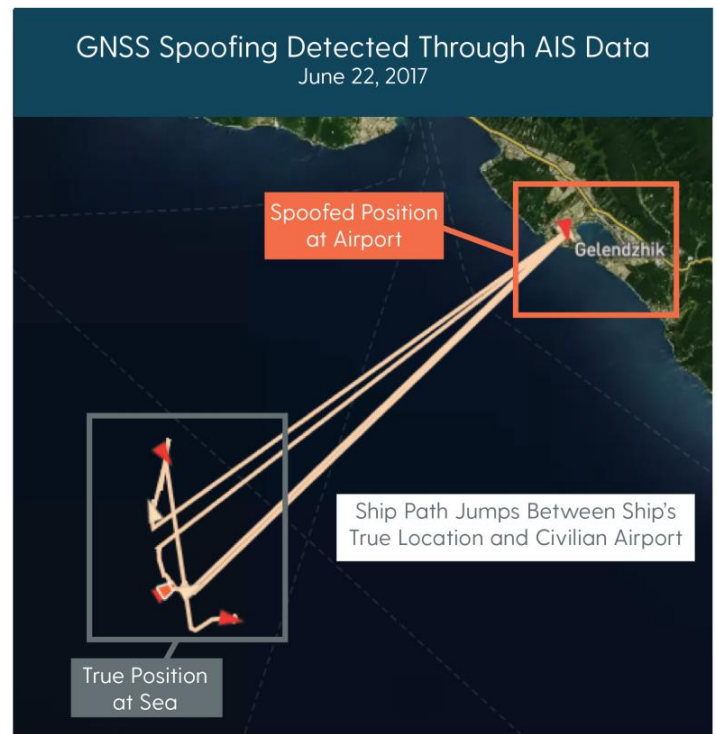 GNSS Spoofing Detected Through AIS Data
June 22, 2017
Spoofed Position
at Airport
Gelendzhik
Ship Path Jumps Between Ship's
True Location and Civilian Airport
True Position
at Sea